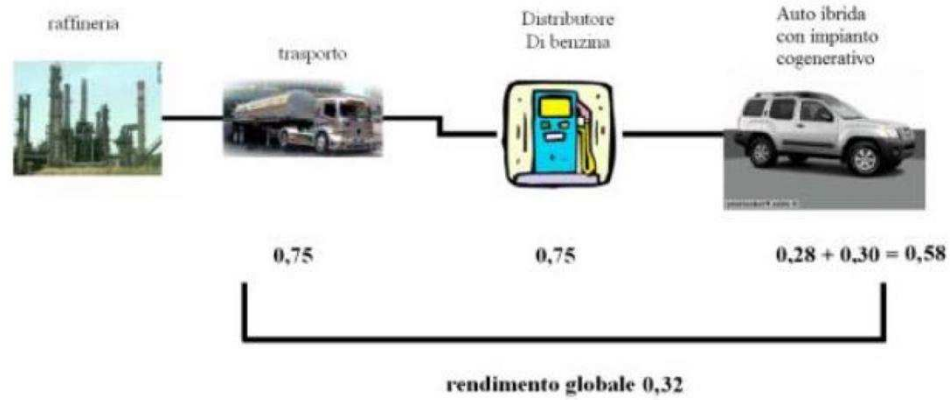 raffineria
trasporto
Distributore
Di benzina
Auto ibrida
con impianto
cogenerativo
0,75
0,75
0,28 + 0,30 = 0,58
rendimento globale 0,32